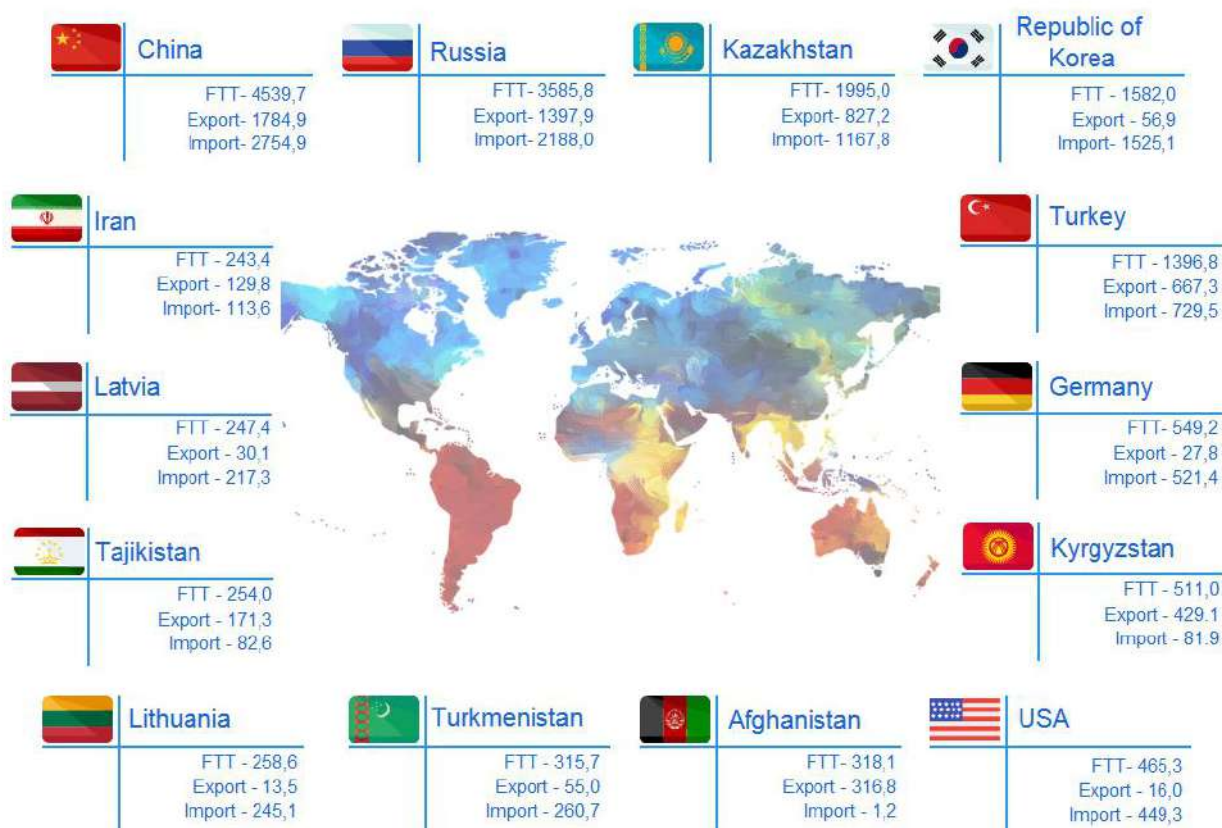 China
FTT- 4539,7
Export- 1784,9
Import- 2754,9
Russia
FTT- 3585,8
Export- 1397,9
Import- 2188,0
Kazakhstan
FTT- 1995,0
Export- 827,2
Import- 1167,8
Republic of
Korea
FTT - 1582,0
Export - 56,9
Import - 1525,1
Iran
FTT - 243,4
Export - 129,8
Import- 113,6
Turkey
FTT - 1396,8
Export - 667,3
Import - 729,5
Latvia
FTT - 247,4
Export - 30,1
Import - 217,3
Germany
FTT- 549,2
Export - 27,8
Import - 521,4
Tajikistan
FTT - 254,0
Export - 171,3
Import - 82,6
Kyrgyzstan
FTT - 511,0
Export - 429.1
Import - 81.9
Lithuania
FTT - 258,6
Export - 13,5
Import - 245,1
Turkmenistan
FTT - 315,7
Export - 55,0
Import - 260,7
Afghanistan
FTT- 318,1
Export - 316,8
Import - 1,2
USA
FTT- 465,3
Export - 16,0
Import - 449,3